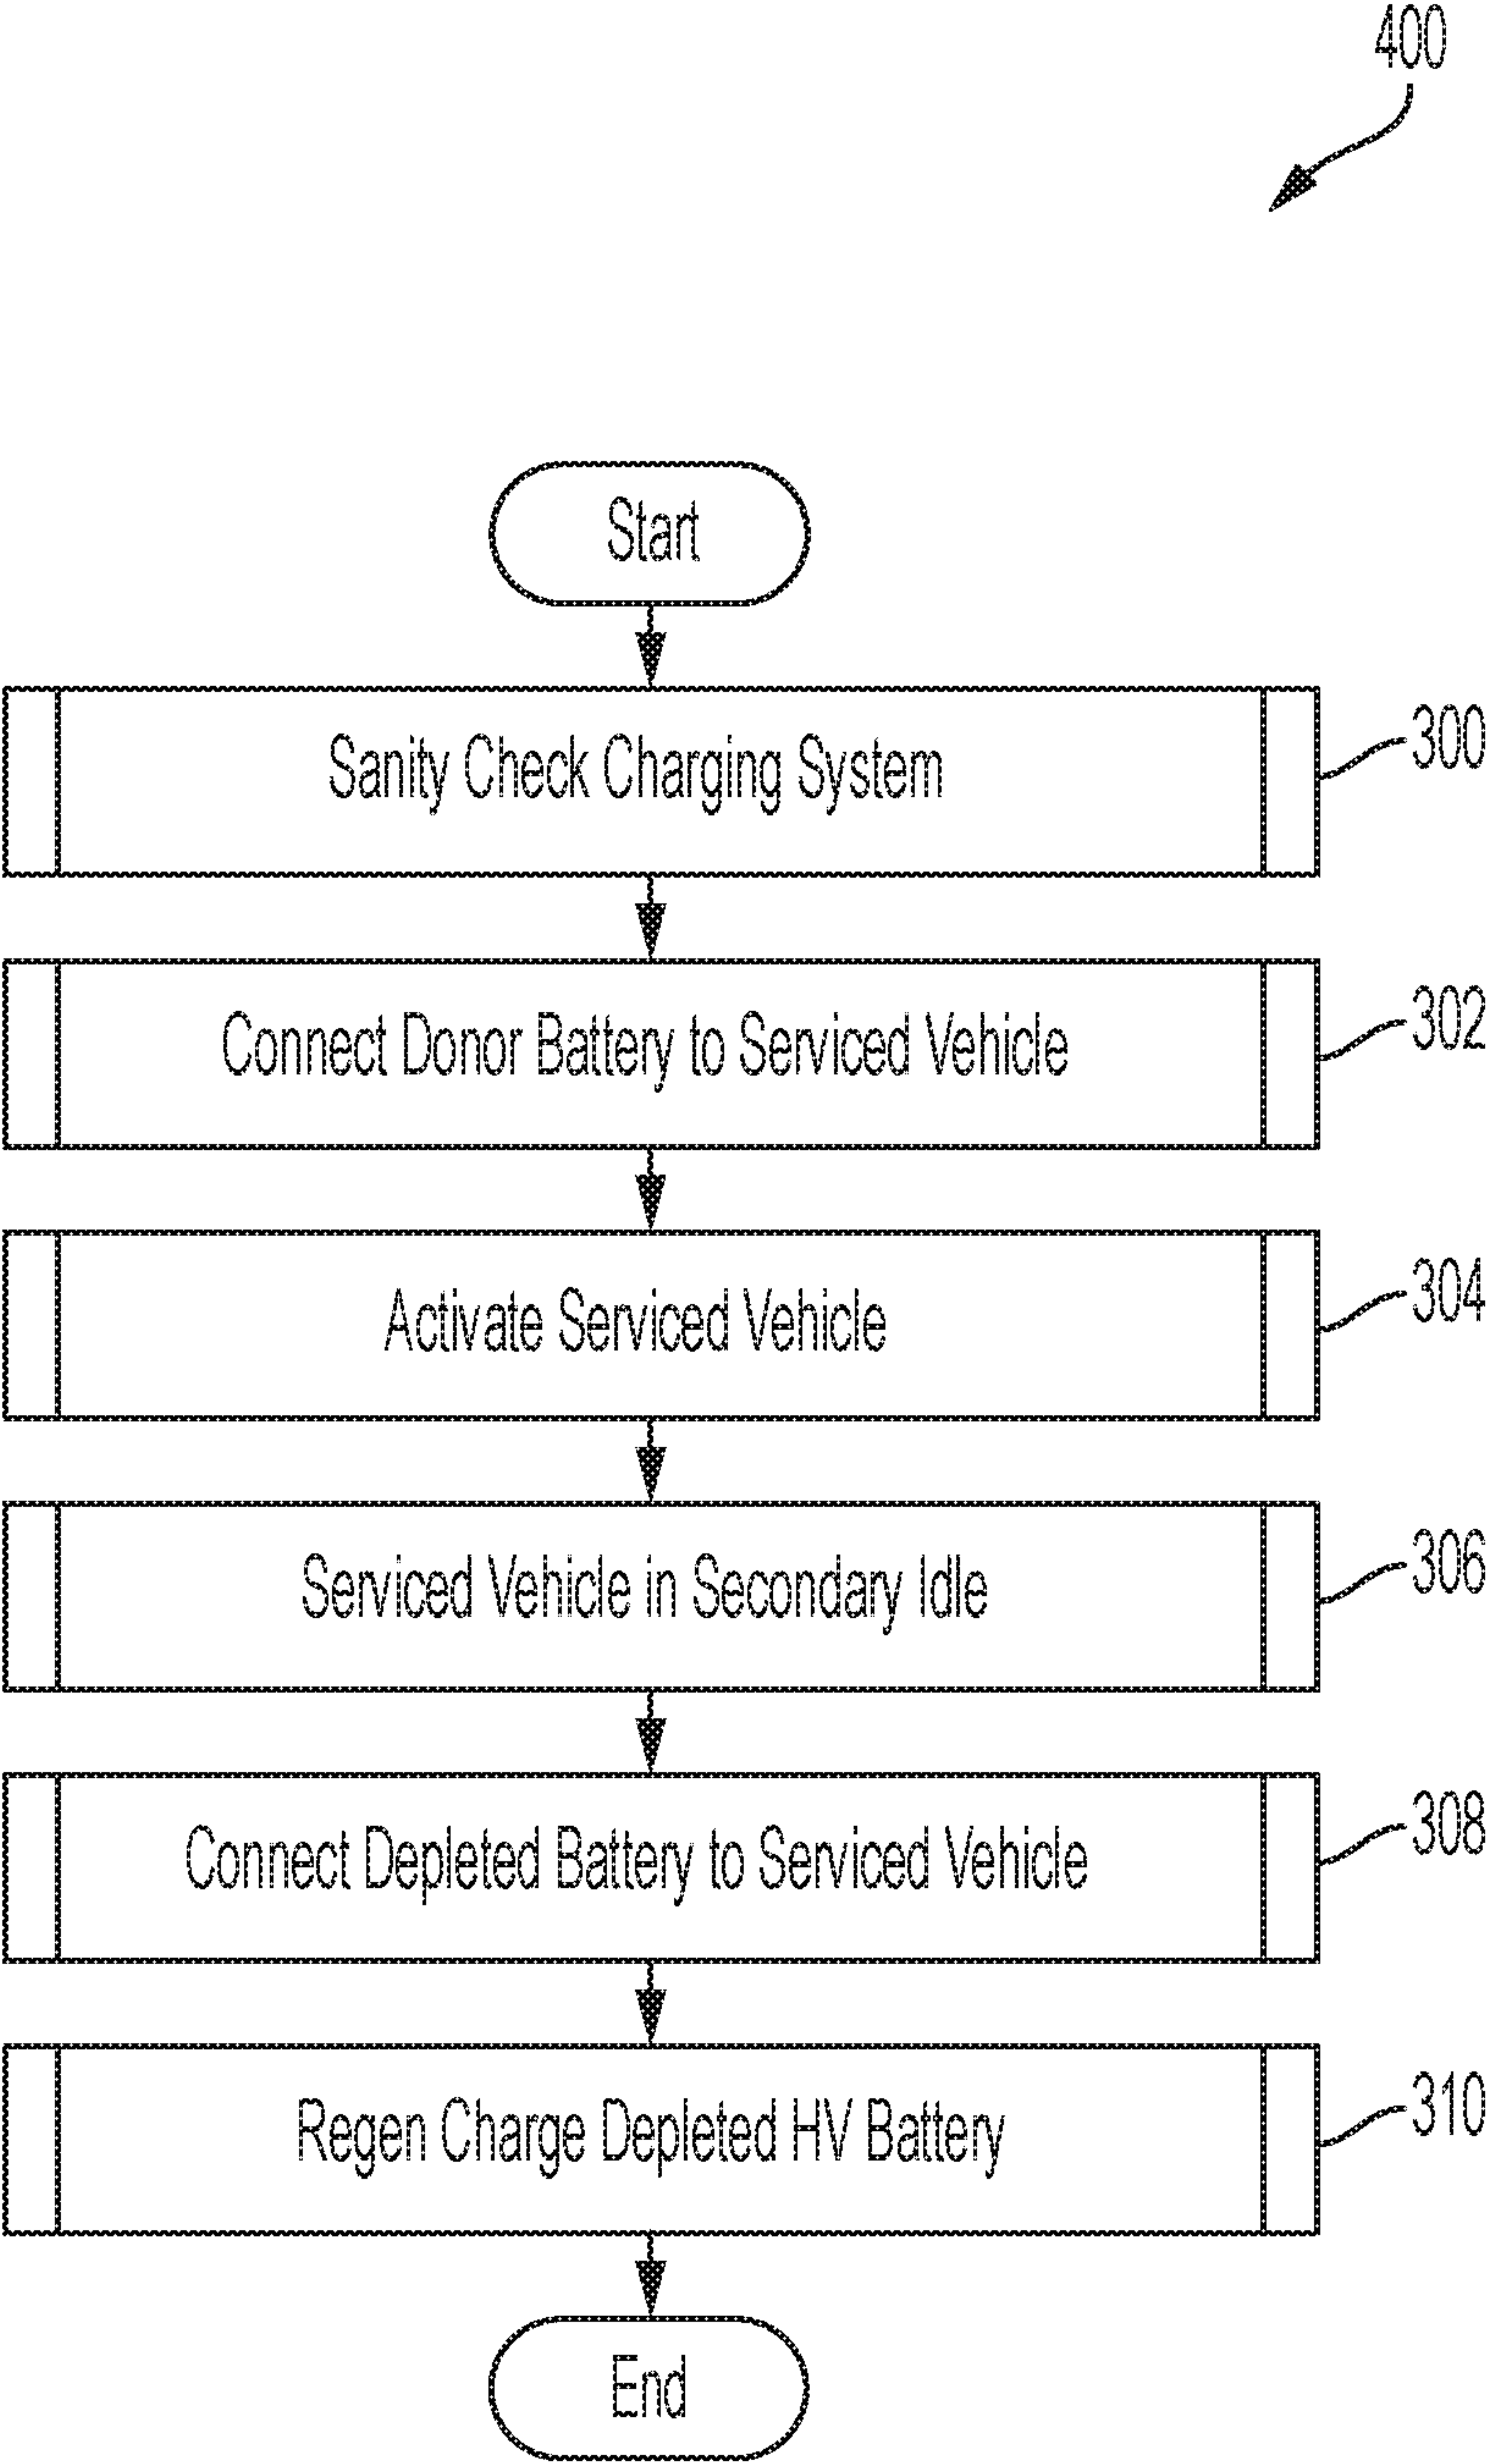 400
Start
Sanity Check Charging System
300
Connect Donor Battery to Serviced Vehicle
302
Activate Serviced Vehicle
304
Serviced Vehicle in Secondary Idle
306
Connect Depleted Battery to Serviced Vehicle
308
Regen Charge Depleted HV Battery
310
End